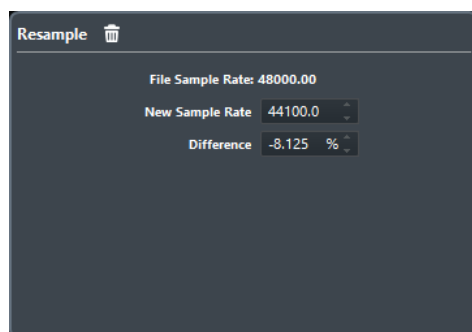 Resample
File Sample Rate: 48000.00
New Sample Rate 44100.0
Difference -8.125 %